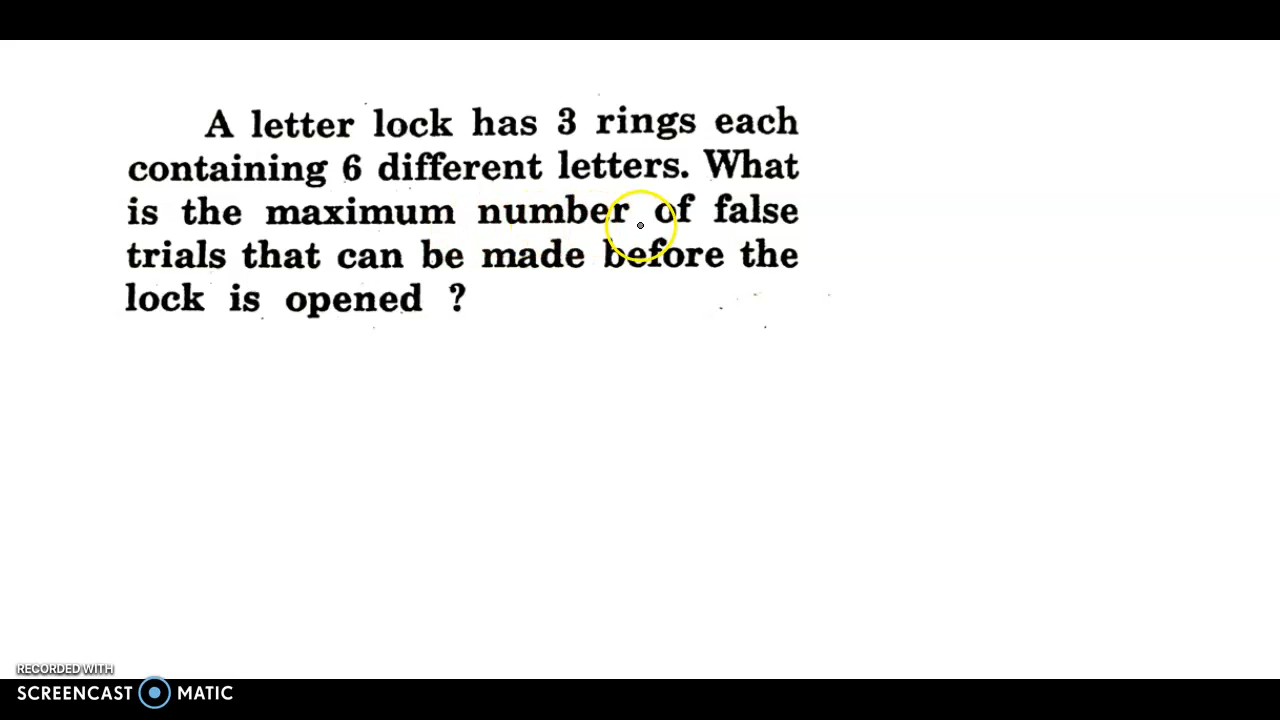 A letter lock has 3 rings each
containing 6 different letters. What
is the maximum number of false
trials that can be made before the
lock is opened ?
RECORDED WITH
SCREENCAST MATIC